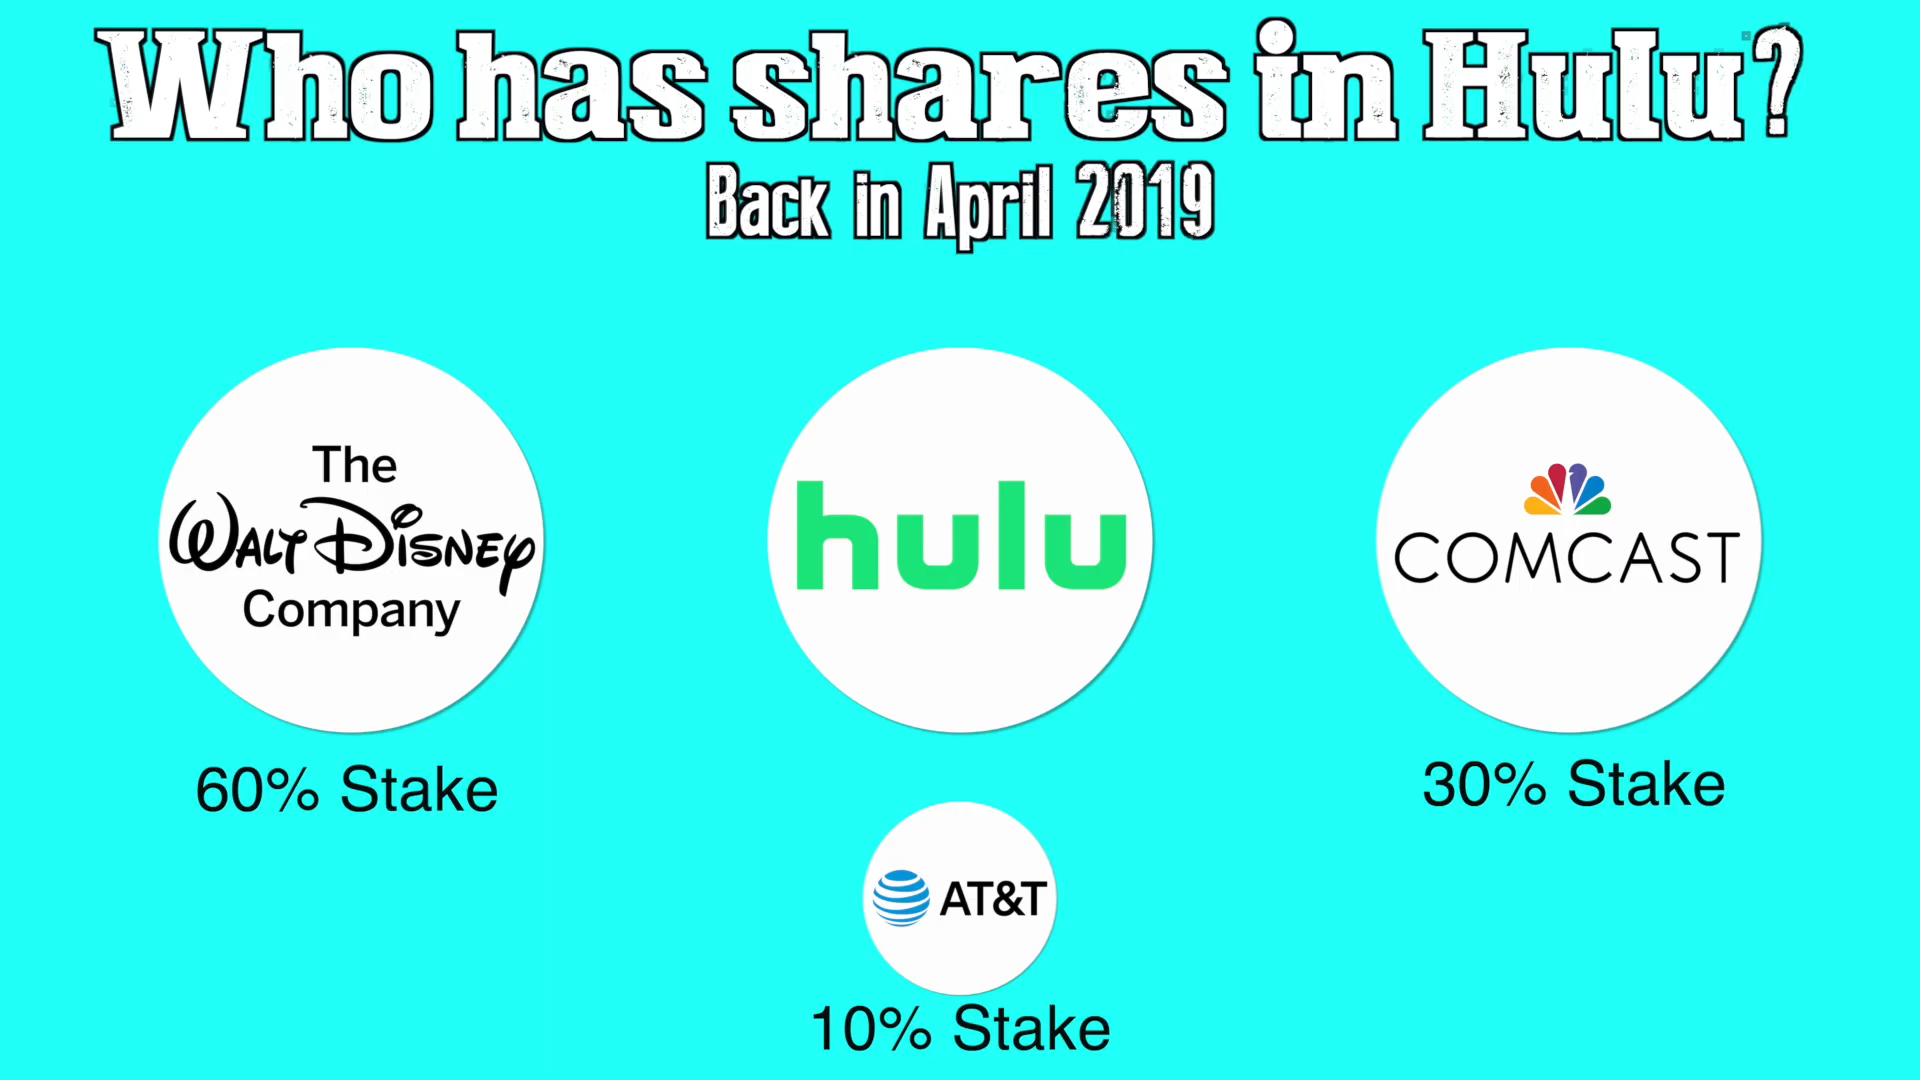 Who has shares in Hulu?
Back in April 2019
The
WALT DISNEY
Company
hulu
COMCAST
60% Stake
30% Stake
AT&T
10% Stake